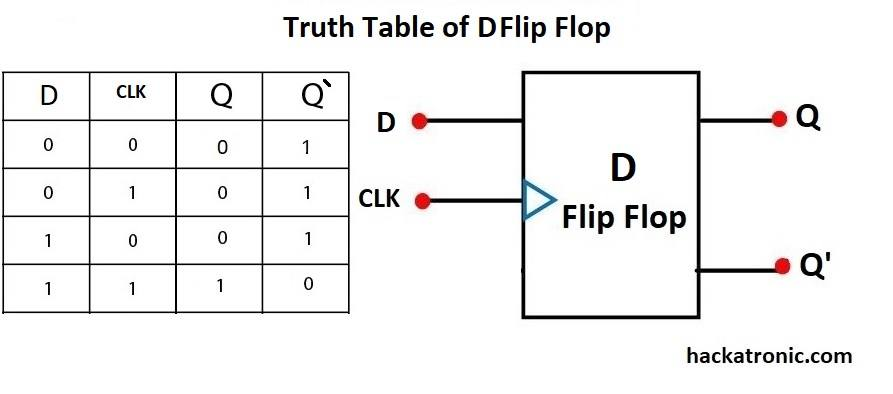 Truth Table of D Flip Flop
D CLK Q Q`
0 0 0 1
0 1 0 1
1 0 0 1
1 1 1 0
D
CLK
D
Flip Flop
Q
Q'
hackatronic.com